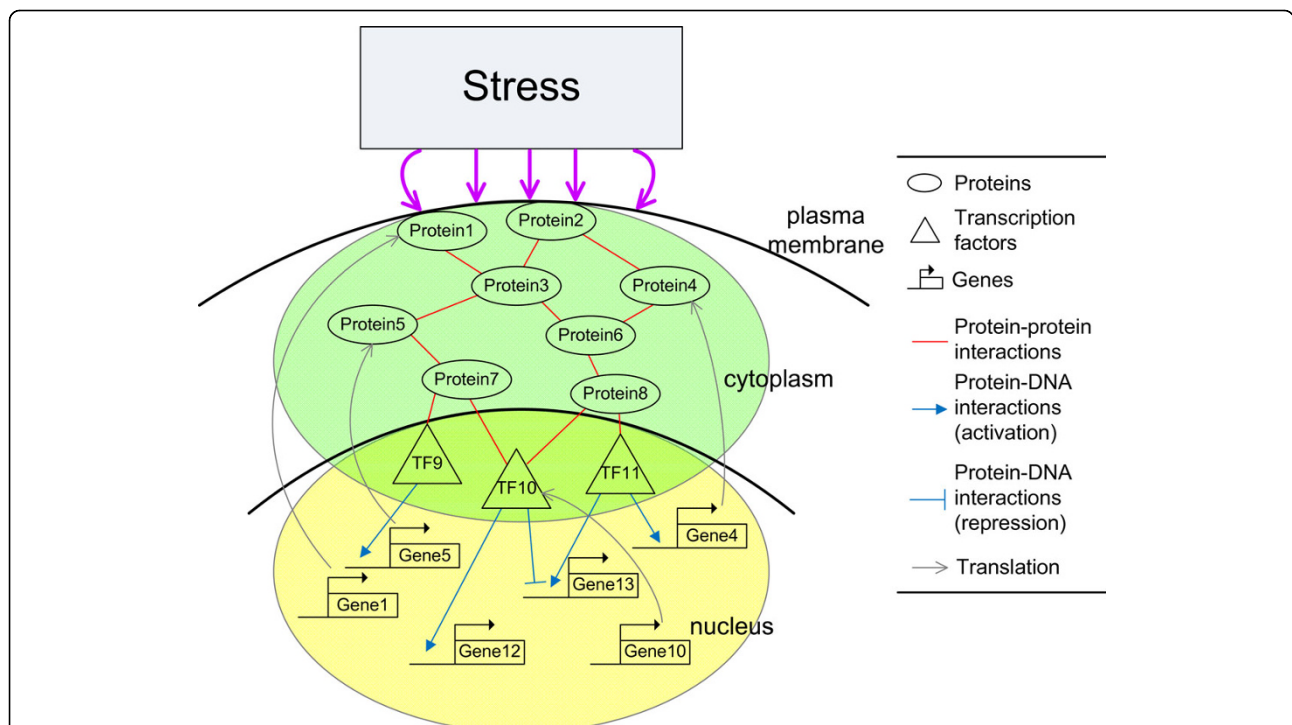 Stress
plasma
membrane
Protein1
Protein2
Protein3
Protein4
Protein5
Protein6
cytoplasm
Protein7
Protein8
TF9
TF10
TF11
Gene5
Gene4
Gene1
Gene13
nucleus
Gene12
Gene10
Proteins
Transcription
factors
Genes
Protein-protein
interactions
Protein-DNA
interactions
(activation)
Protein-DNA
interactions
(repression)
Translation